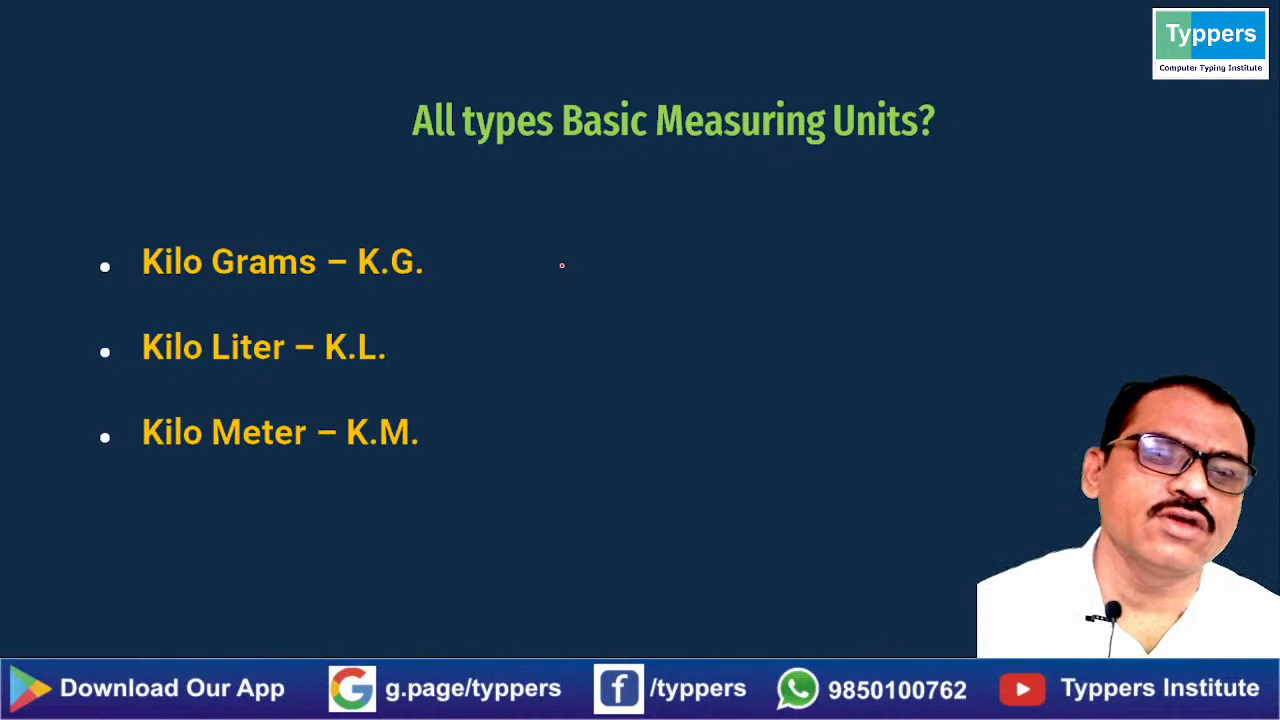 Typpers
Computer Typing Institute
All types Basic Measuring Units?
• Kilo Grams – K.G.
• Kilo Liter – K.L.
• Kilo Meter – K.M.
Download Our App g.page/typpers /typpers 9850100762 Typpers Institute